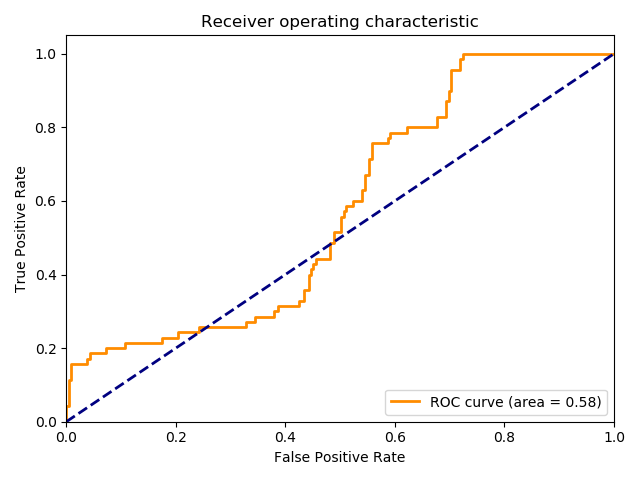 Receiver operating characteristic
True Positive Rate
1.0
0.8
0.6
0.4
0.2
0.0
ROC curve (area = 0.58)
0.0 0.2 0.4 0.6 0.8 1.0
False Positive Rate